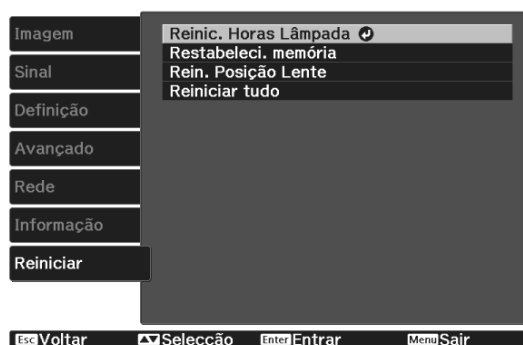 Imagem
Sinal
Definição
Avançado
Rede
Informação
Reiniciar
Reinic. Horas Lâmpada
Restabeleci. memória
Rein. Posição Lente
Reiniciar tudo
Esc Voltar Selecção Enter Entrar Menu Sair